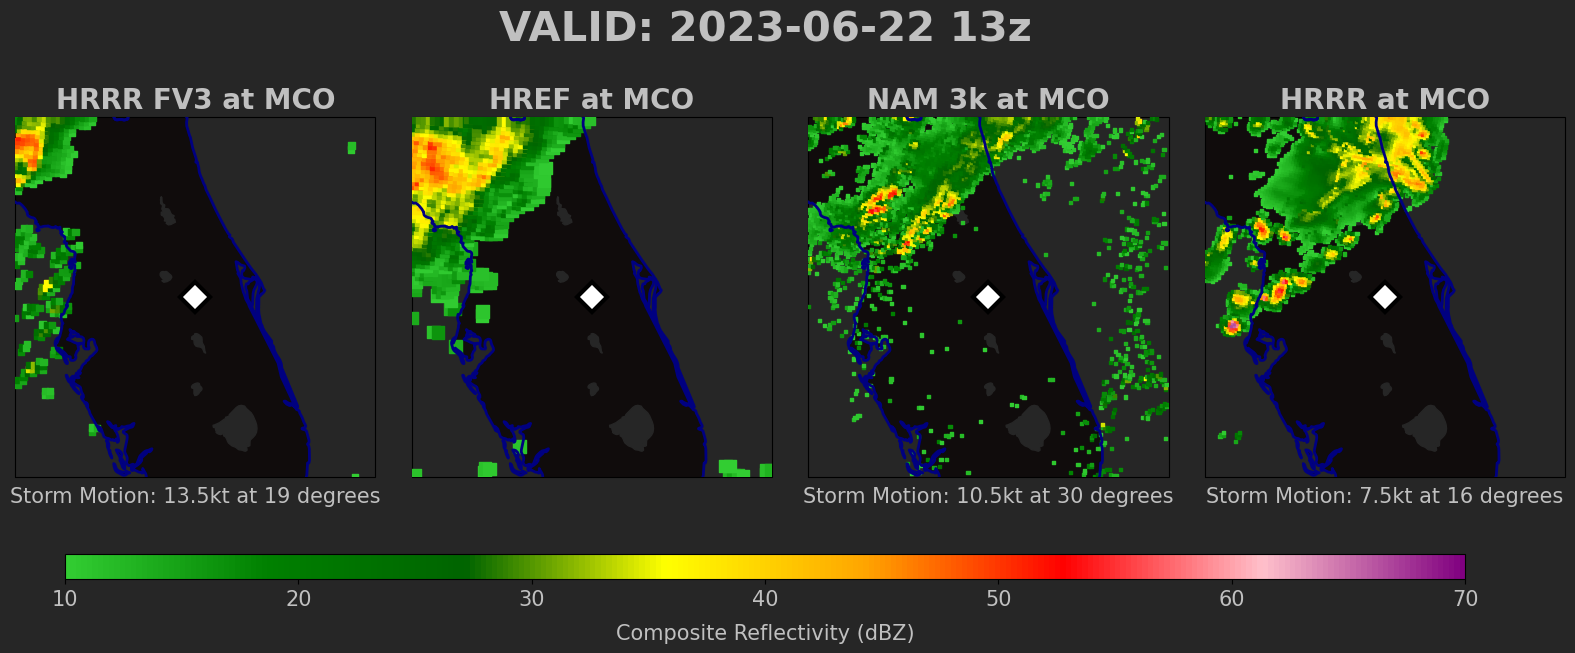 VALID: 2023-06-22 13z
HRRR FV3 at MCO
HREF at MCO
NAM 3k at MCO
HRRR at MCO
Storm Motion: 13.5kt at 19 degrees
Storm Motion: 10.5kt at 30 degrees
Storm Motion: 7.5kt at 16 degrees
10 20 30 40 50 60 70
Composite Reflectivity (dBZ)